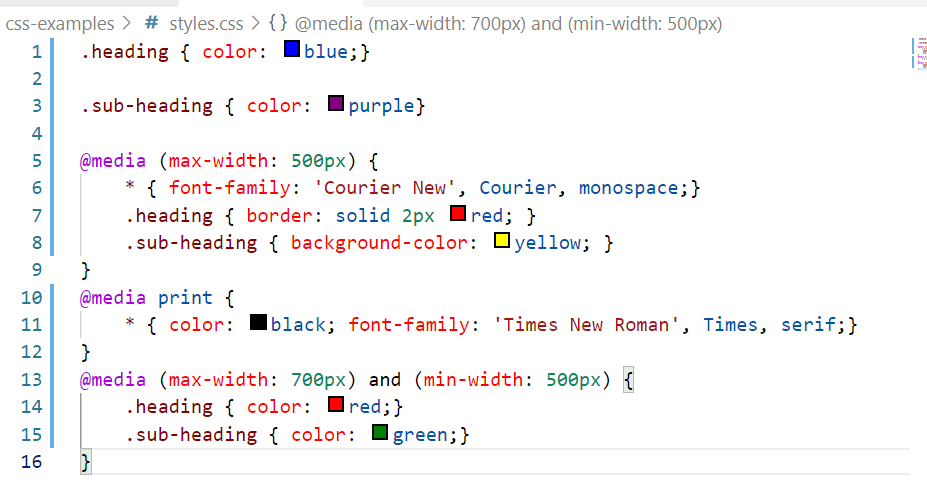 css-examples > # styles.css > {} @media (max-width: 700px) and (min-width: 500px)
1 .heading { color: blue;}
2
3 .sub-heading { color: purple}
4
5 @media (max-width: 500px) {
6 * { font-family: 'Courier New', Courier, monospace;}
7 .heading { border: solid 2px red; }
8 .sub-heading { background-color: yellow; }
9 }
10 @media print {
11 * { color: black; font-family: 'Times New Roman', Times, serif;}
12 }
13 @media (max-width: 700px) and (min-width: 500px) {
14 .heading { color: red;}
15 .sub-heading { color: green;}
16 }